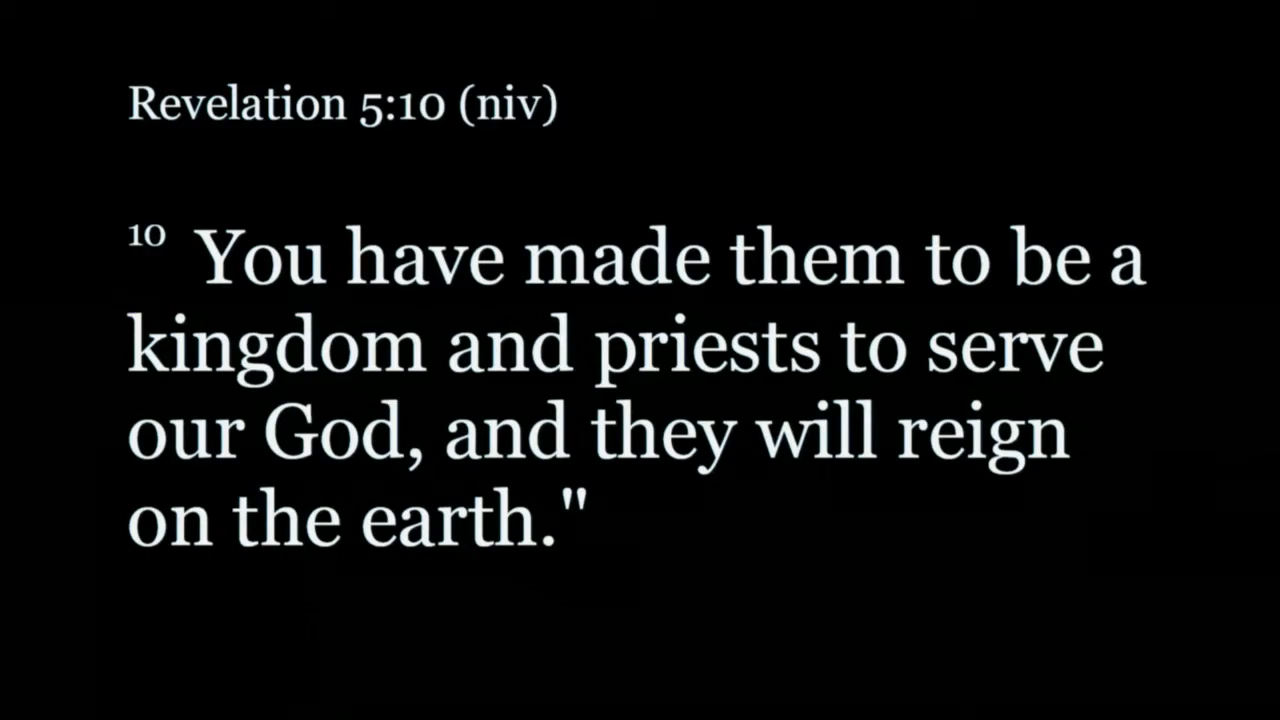 Revelation 5:10 (niv)
10 You have made them to be a
kingdom and priests to serve
our God, and they will reign
on the earth."